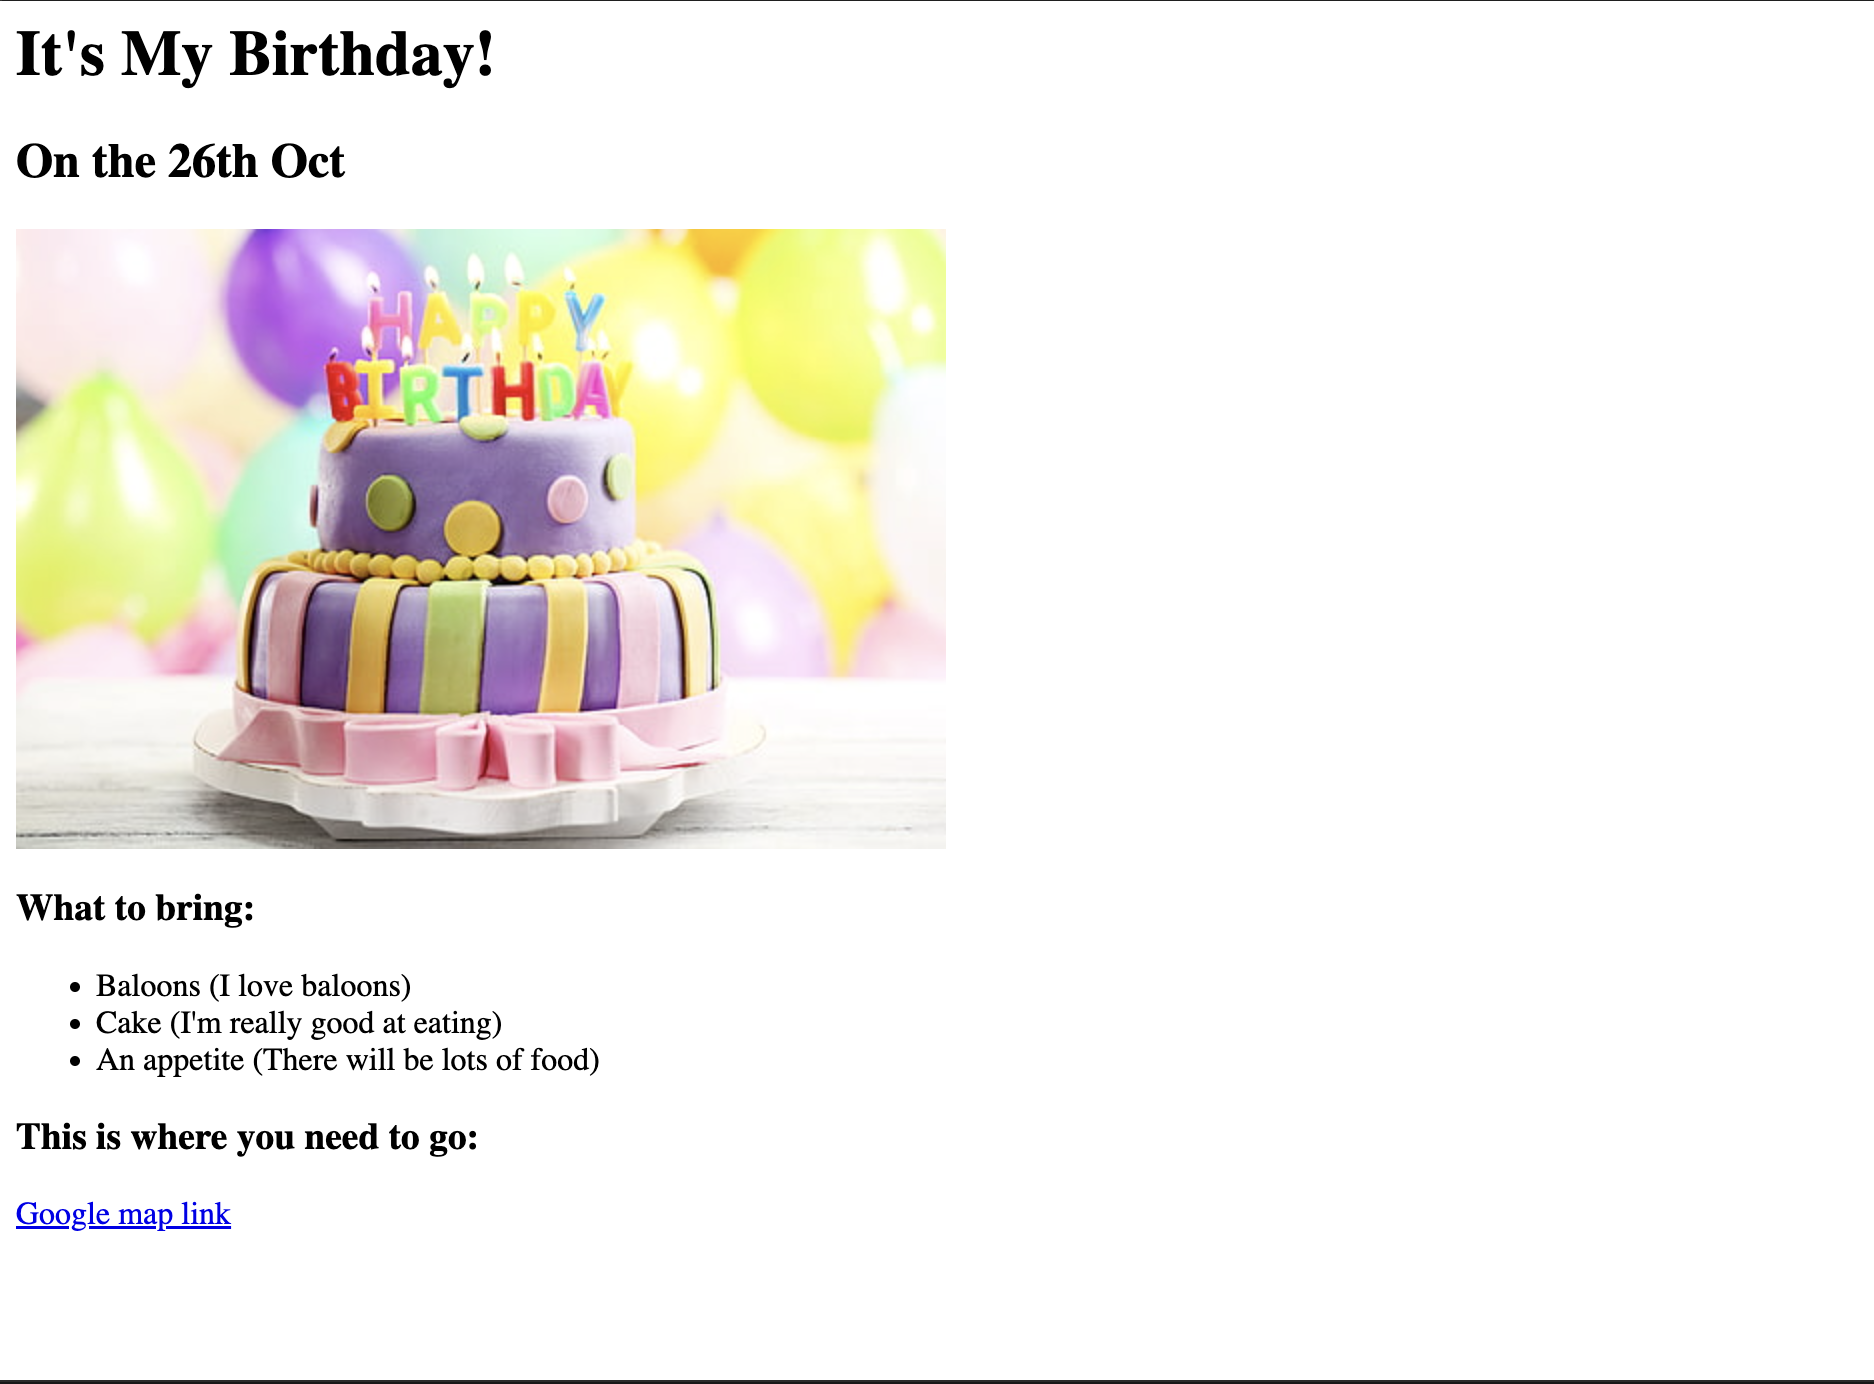 It's My Birthday!
On the 26th Oct
HAPPY
BIRTHDAY
What to bring:
Baloons (I love baloons)
Cake (I'm really good at eating)
An appetite (There will be lots of food)
This is where you need to go:
Google map link